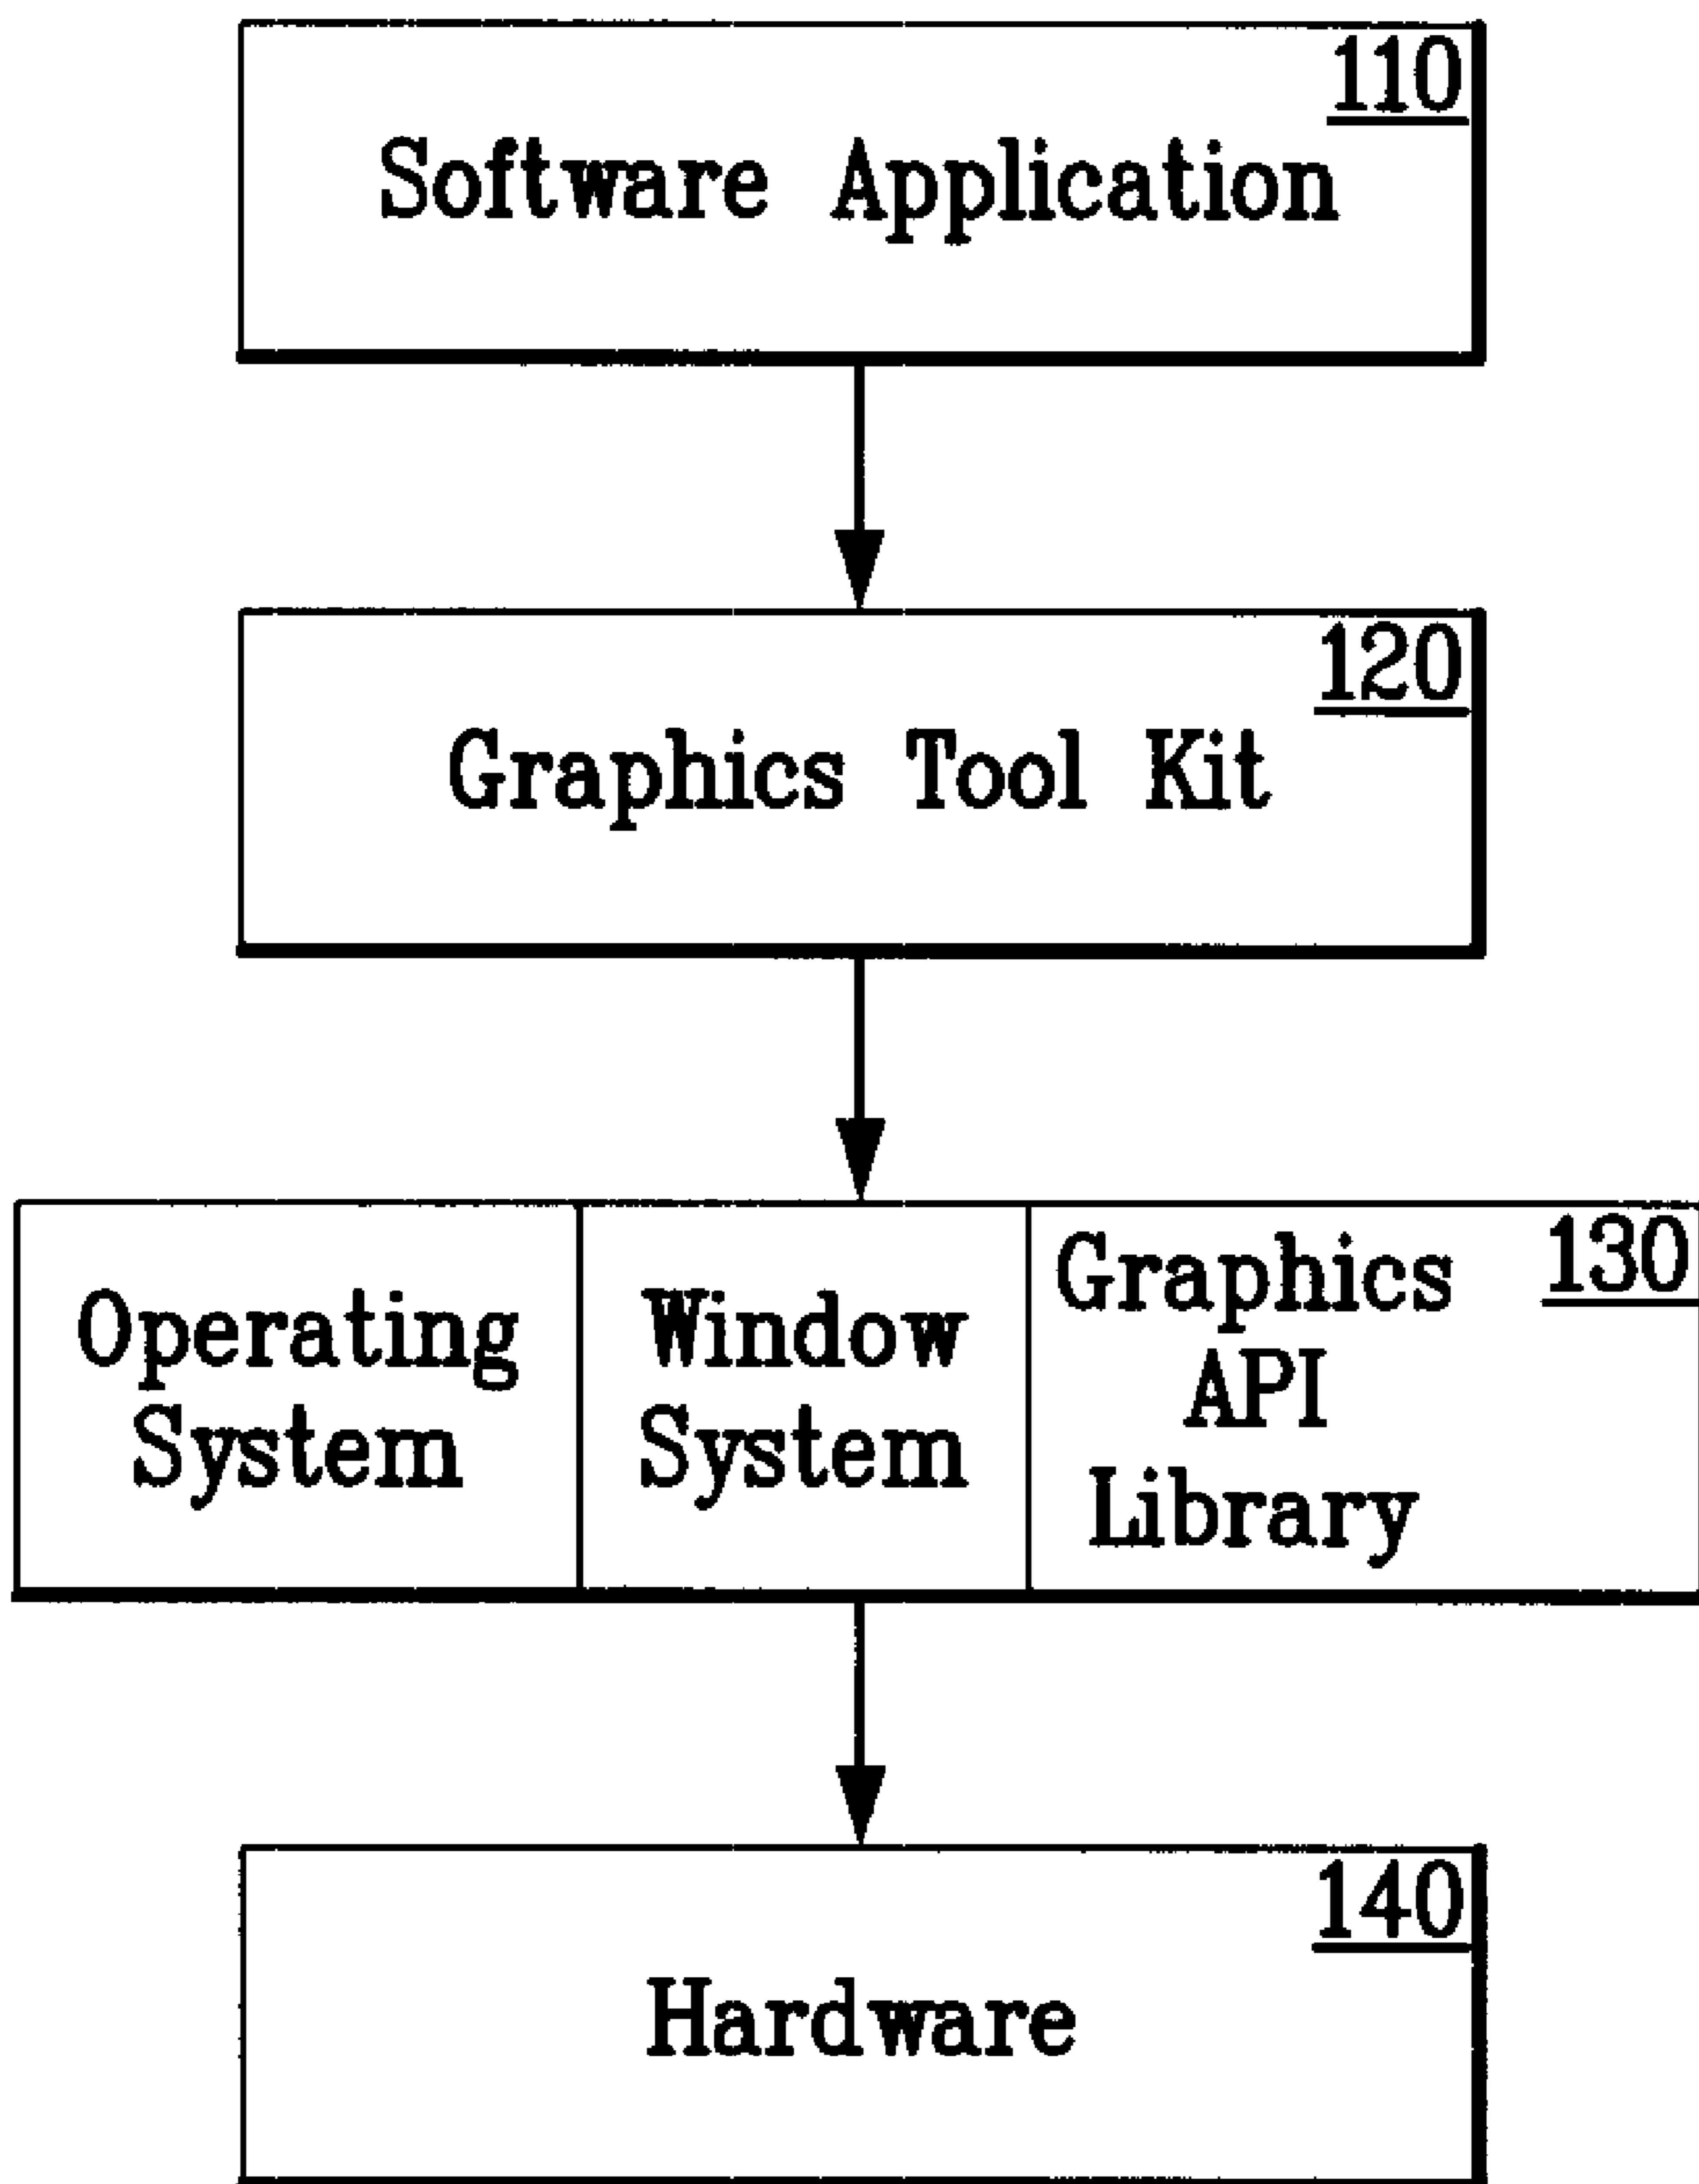 110
Software Application
120
Graphics Tool Kit
130
Operating
System
Window
System
Graphics
API
Library
140
Hardware